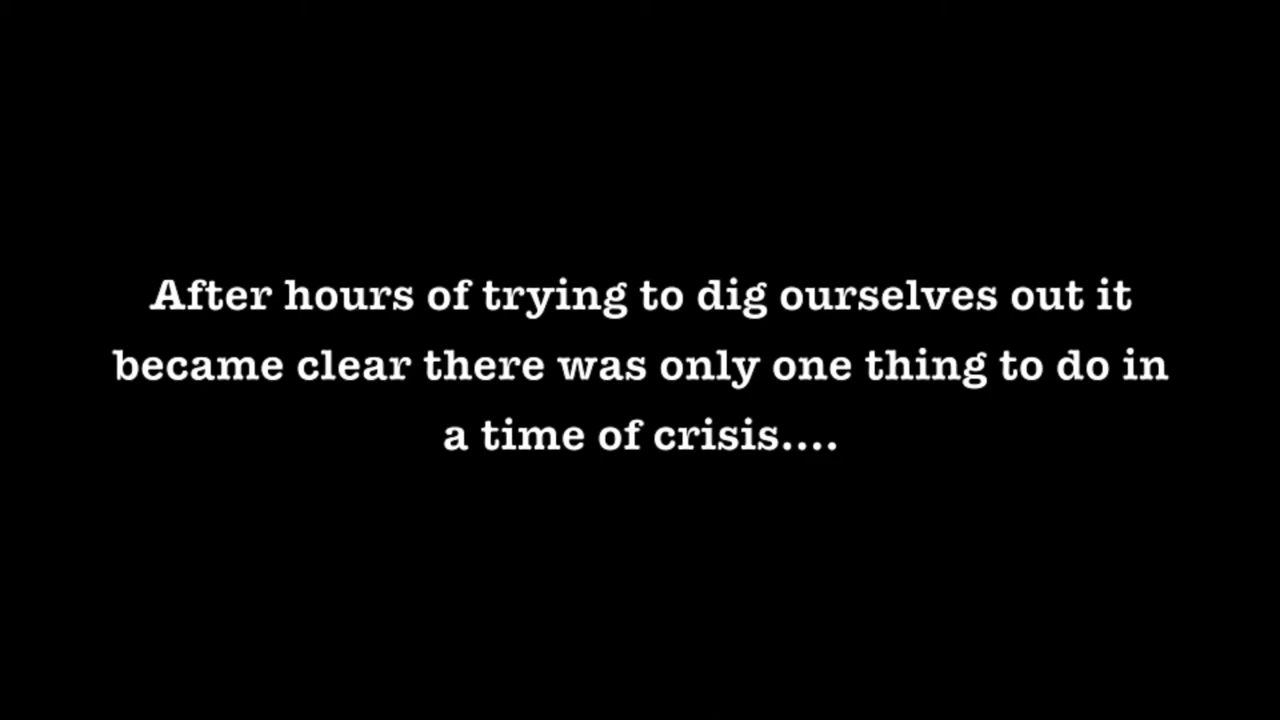 After hours of trying to dig ourselves out it
became clear there was only one thing to do in
a time of crisis....